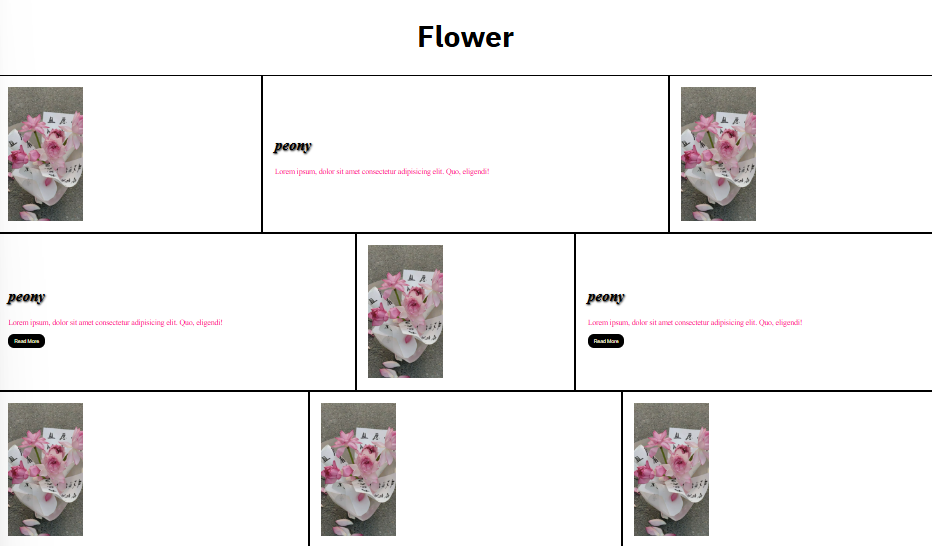 Flower
peony
Lorem ipsum, dolor sit amet consectetur adipisicing elit. Quo, eligendi!
peony
Lorem ipsum, dolor sit amet consectetur adipisicing elit. Quo, eligendi!
Read More
peony
Lorem ipsum, dolor sit amet consectetur adipisicing elit. Quo, eligendi!
Read More